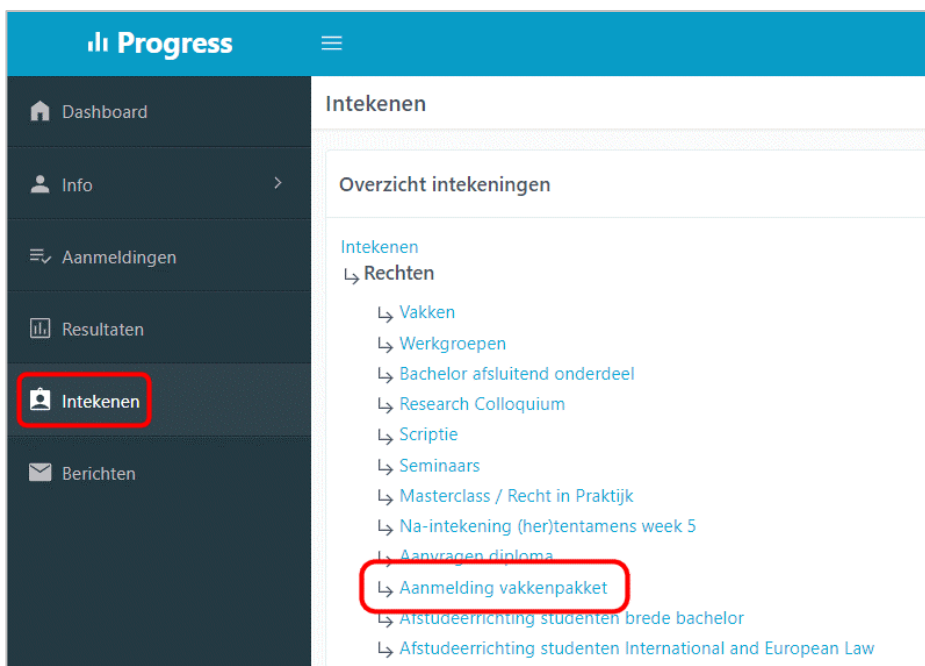 Progress
Dashboard
Info
Aanmeldingen
Resultaten
Intekenen
Berichten
Intekenen
Overzicht intekeningen
Intekenen
Rechten
Vakken
Werkgroepen
Bachelor afsluitend onderdeel
Research Colloquium
Scriptie
Seminaars
Masterclass / Recht in Praktijk
Na-intekening (her)tentamens week 5
Aanvragen diploma
Aanmelding vakkenpakket
Afstudeerrichting studenten brede bachelor
Afstudeerrichting studenten International and European Law